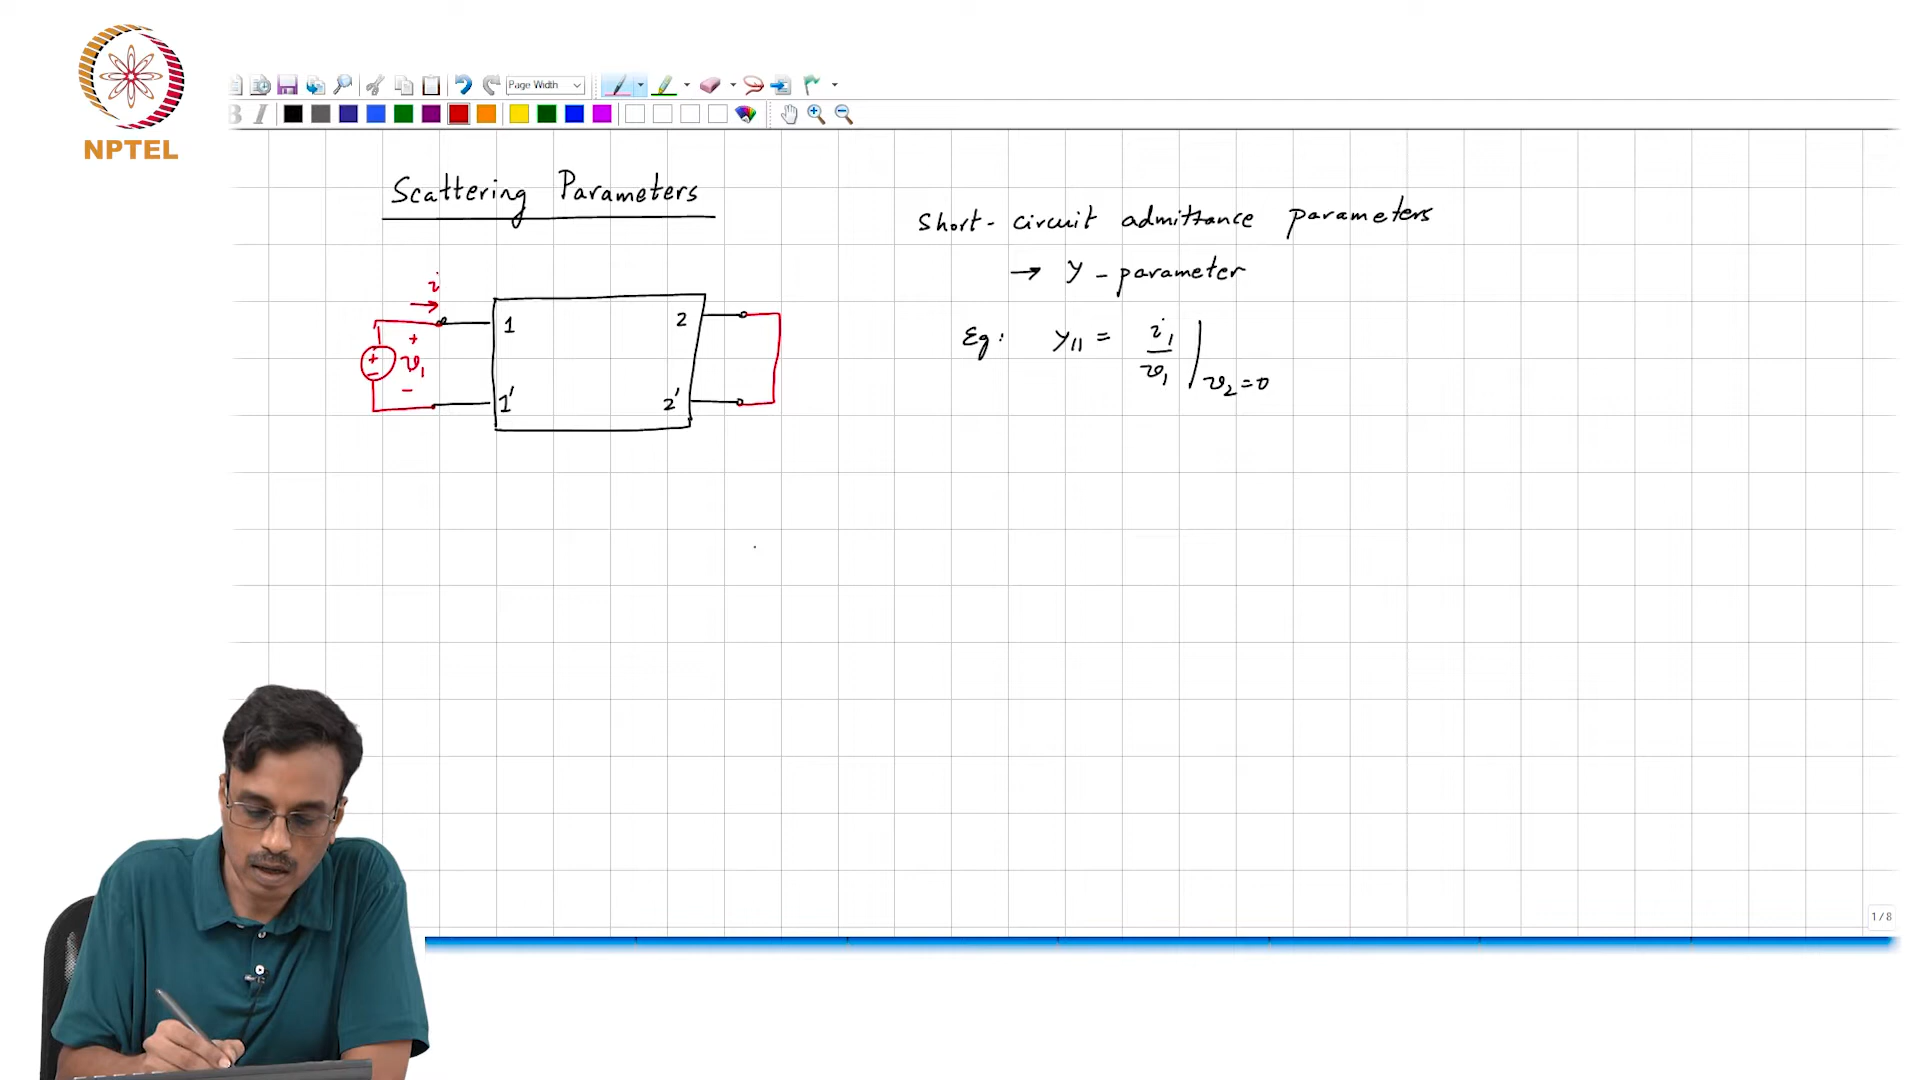 NPTEL
Page Width
B I
Scattering Parameters
Short-circuit admittance parameters
→ Y-parameter
Eg: Y11 = i1/v1 | v2=0
i
+
v1
-
+
-
1
1'
2
2'
1 / 8